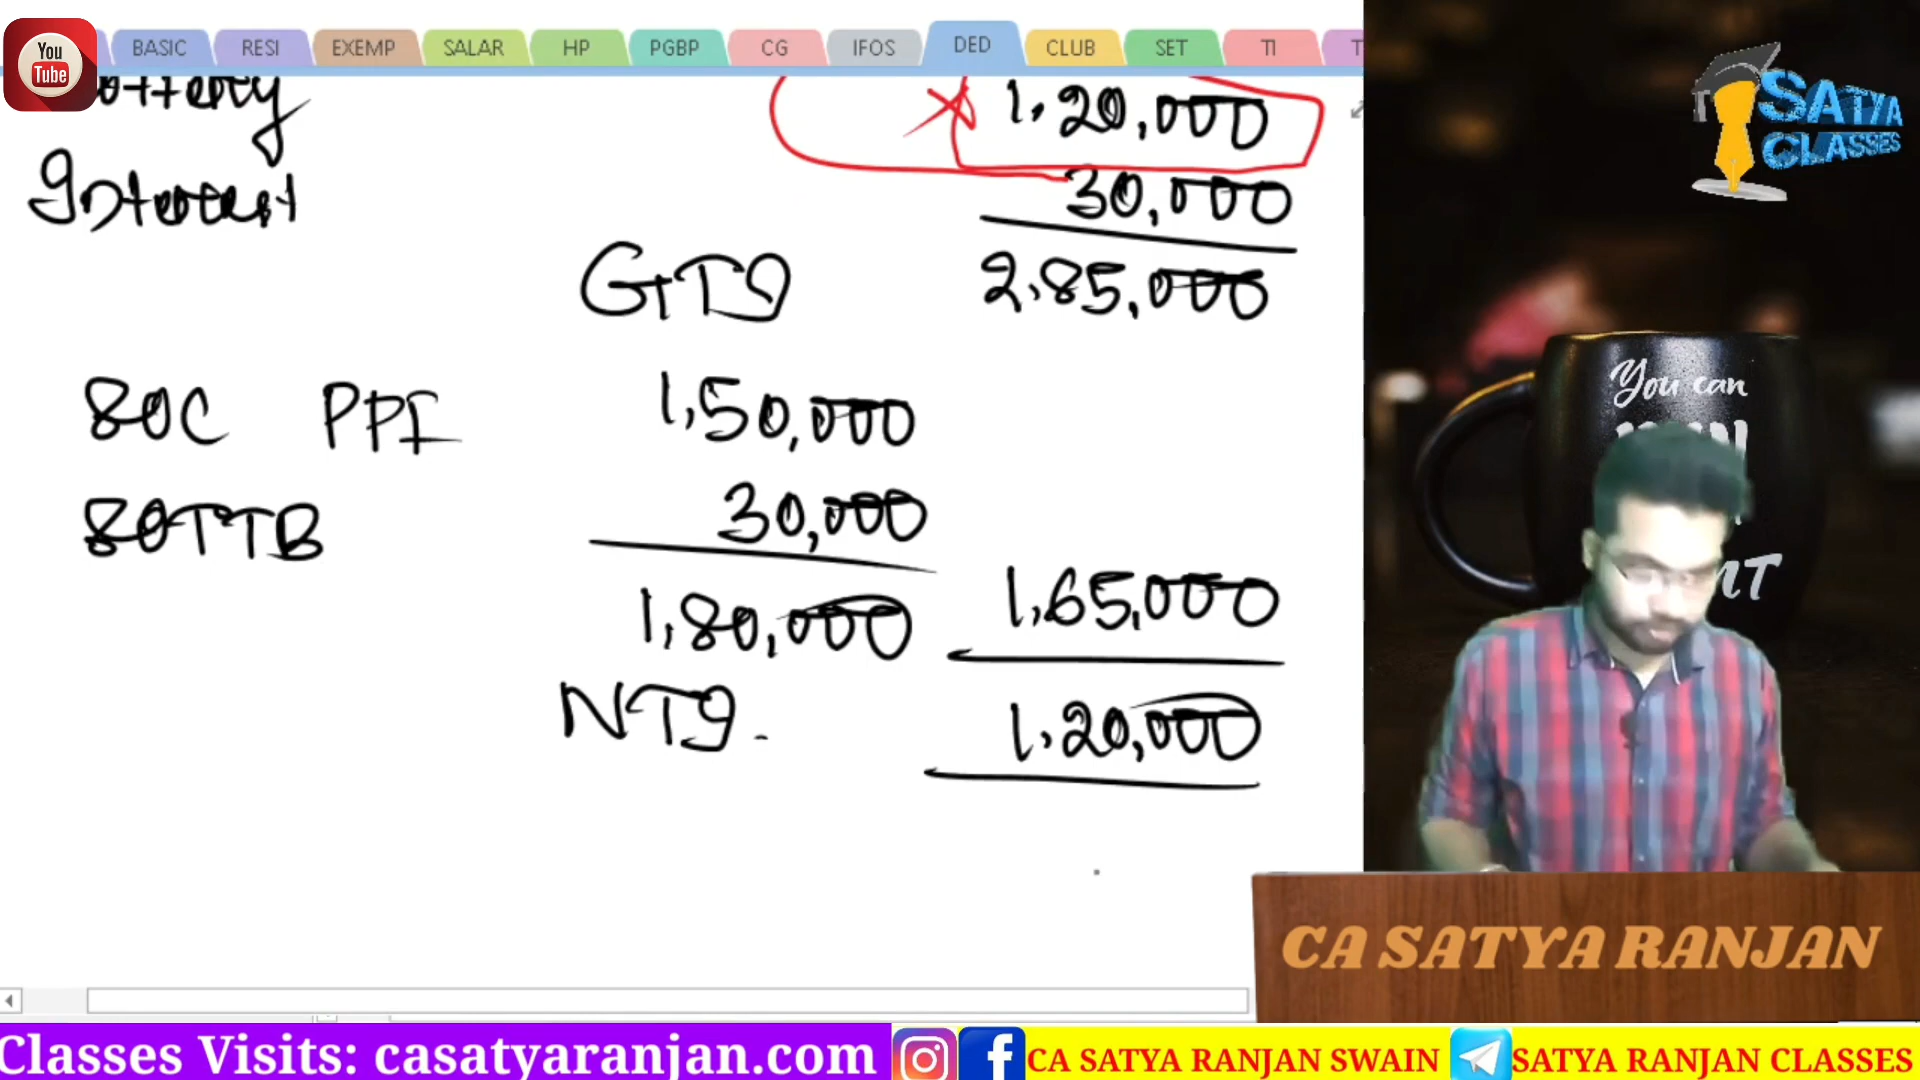 You
Tube
BASIC RESI EXEMP SALAR HP PGBP CG IFOS DED CLUB SET TI T
1,20,000
Interest 30,000
GTI 2,85,000
80C PPF 1,50,000
80TTB 30,000
1,80,000 1,65,000
NTI. 1,20,000
SATYA
CLASSES
You can
CA SATYA RANJAN
Classes Visits: casatyaranjan.com
f CA SATYA RANJAN SWAIN
SATYA RANJAN CLASSES